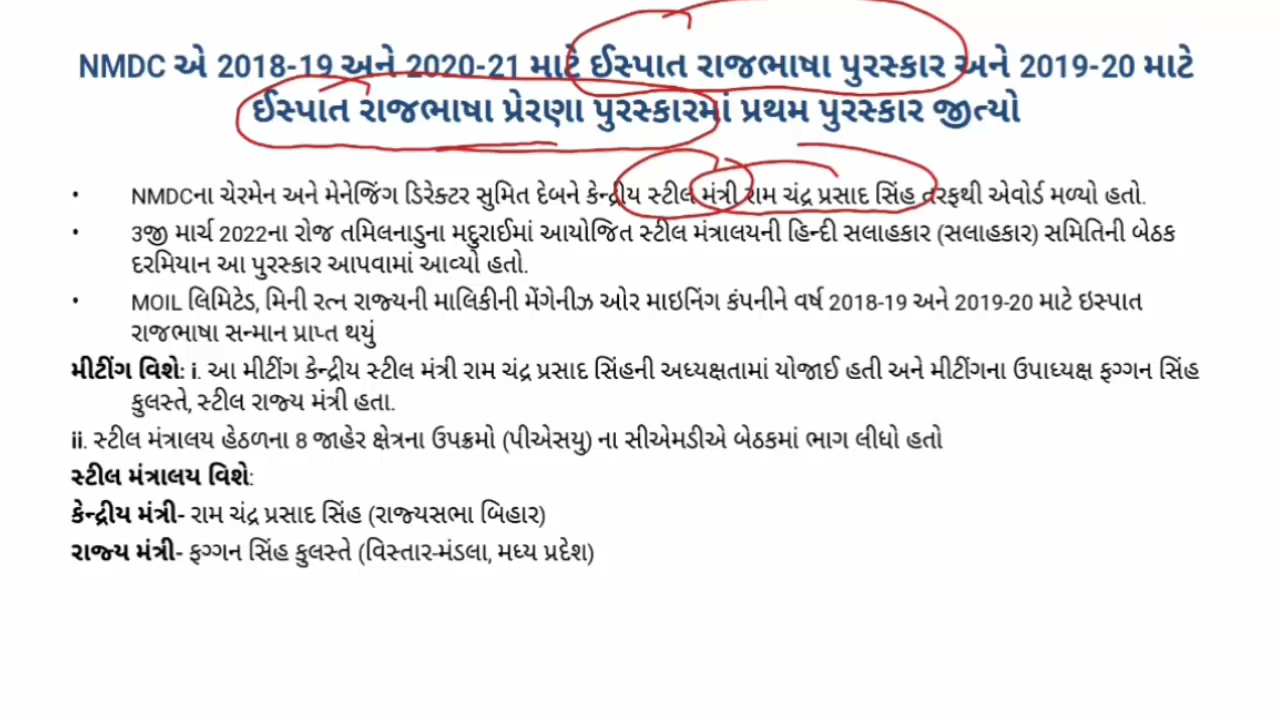 NMDC એ 2018-19 અને 2020-21 માટે ઈસ્પાત રાજભાષા પુરસ્કાર અને 2019-20 માટે
ઈસ્પાત રાજભાષા પ્રેરણા પુરસ્કારમાં પ્રથમ પુરસ્કાર જીત્યો
• NMDCના ચેરમેન અને મેનેજિંગ ડિરેક્ટર સુમિત દેબને કેન્દ્રીય સ્ટીલ મંત્રી રામ ચંદ્ર પ્રસાદ સિંહ તરફથી એવોર્ડ મળ્યો હતો.
• 3જી માર્ચ 2022ના રોજ તમિલનાડુના મદુરાઈમાં આયોજિત સ્ટીલ મંત્રાલયની હિન્દી સલાહકાર (સલાહકાર) સમિતિની બેઠક
દરમિયાન આ પુરસ્કાર આપવામાં આવ્યો હતો.
• MOIL લિમિટેડ, મિની રત્ન રાજ્યની માલિકીની મેંગેનીઝ ઓર માઇનિંગ કંપનીને વર્ષ 2018-19 અને 2019-20 માટે ઇસ્પાત
રાજભાષા સન્માન પ્રાપ્ત થયું
મીટીંગ વિશે: i. આ મીટીંગ કેન્દ્રીય સ્ટીલ મંત્રી રામ ચંદ્ર પ્રસાદ સિંહની અધ્યક્ષતામાં યોજાઈ હતી અને મીટીંગના ઉપાધ્યક્ષ ફગ્ગન સિંહ
કુલસ્તે, સ્ટીલ રાજ્ય મંત્રી હતા.
ii. સ્ટીલ મંત્રાલય હેઠળના 8 જાહેર ક્ષેત્રના ઉપક્રમો (પીએસયુ) ના સીએમડીએ બેઠકમાં ભાગ લીધો હતો
સ્ટીલ મંત્રાલય વિશે:
કેન્દ્રીય મંત્રી- રામ ચંદ્ર પ્રસાદ સિંહ (રાજ્યસભા બિહાર)
રાજ્ય મંત્રી- ફગ્ગન સિંહ કુલસ્તે (વિસ્તાર-મંડલા, મધ્ય પ્રદેશ)